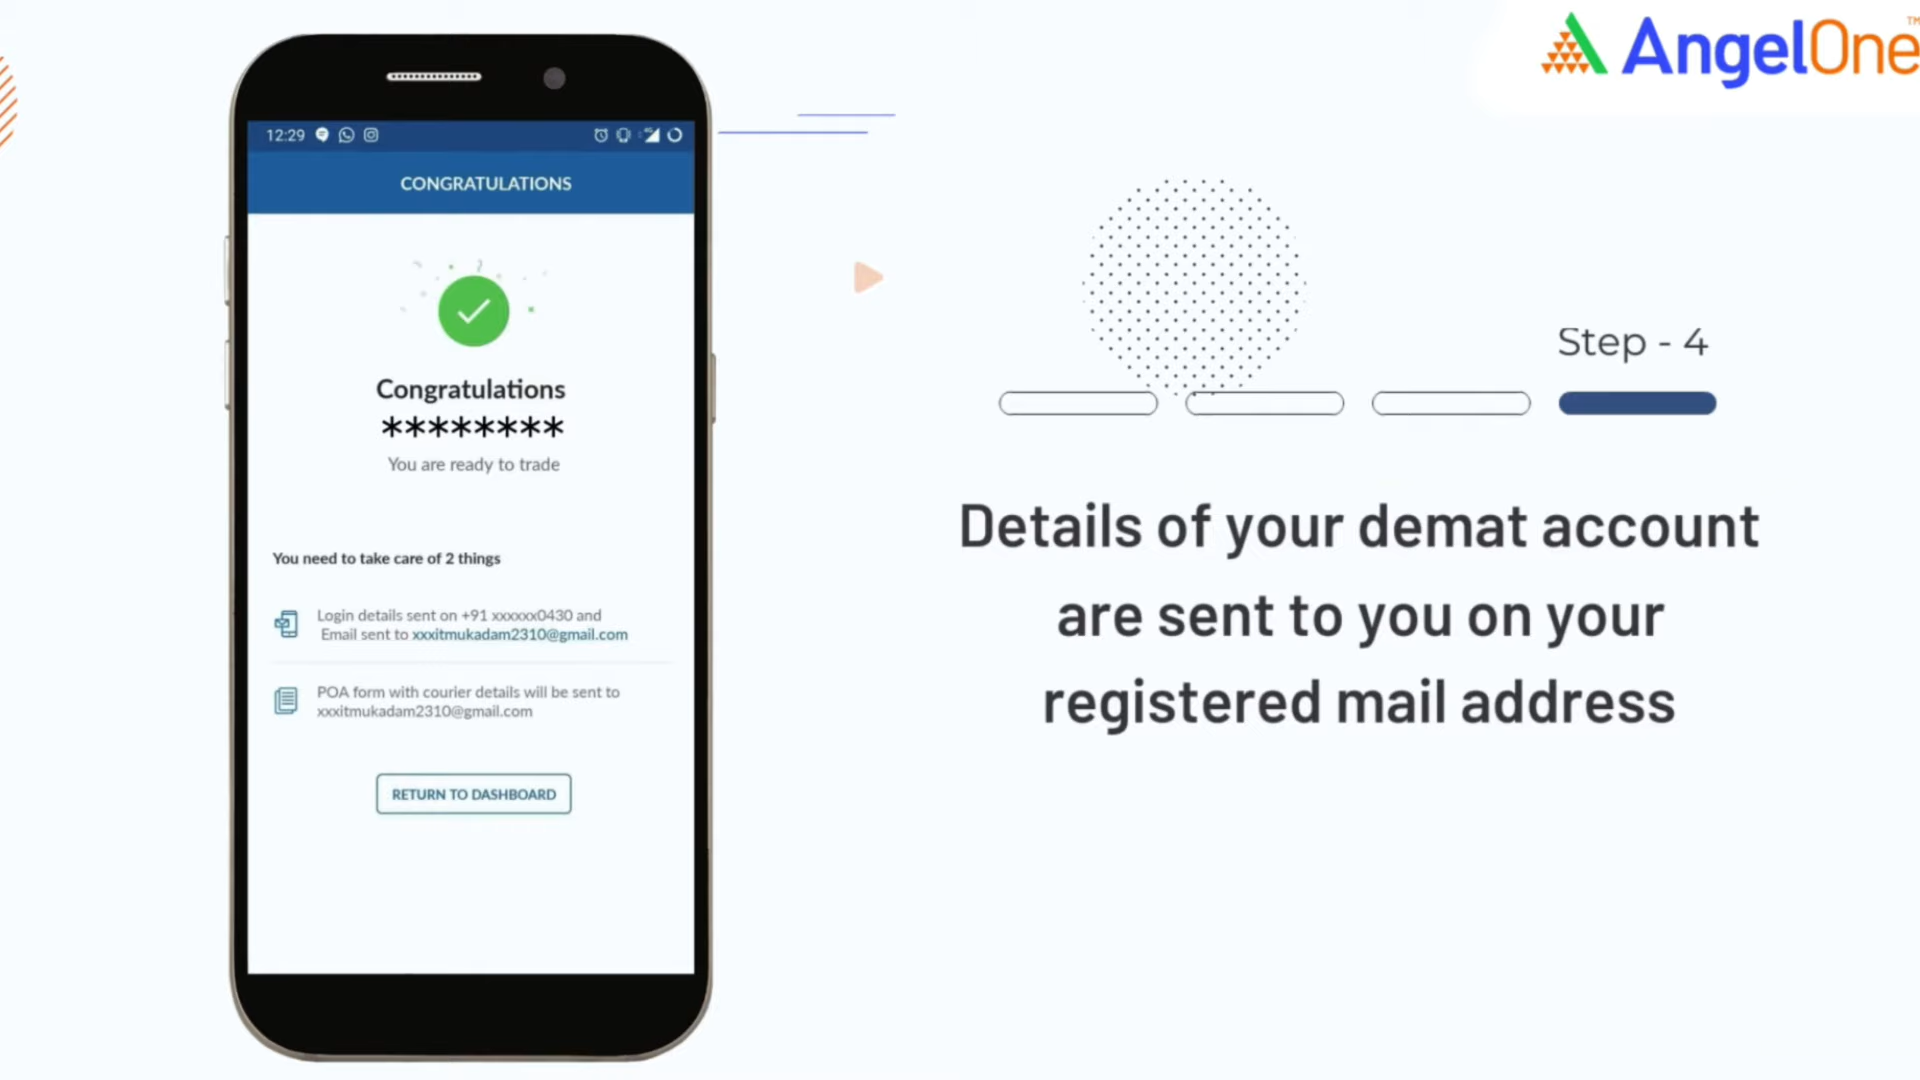 AngelOne™
12:29
CONGRATULATIONS
Congratulations
********
You are ready to trade
You need to take care of 2 things
Login details sent on +91 xxxxxx0430 and
Email sent to xxxitmukadam2310@gmail.com
POA form with courier details will be sent to
xxxitmukadam2310@gmail.com
RETURN TO DASHBOARD
Step - 4
Details of your demat account
are sent to you on your
registered mail address